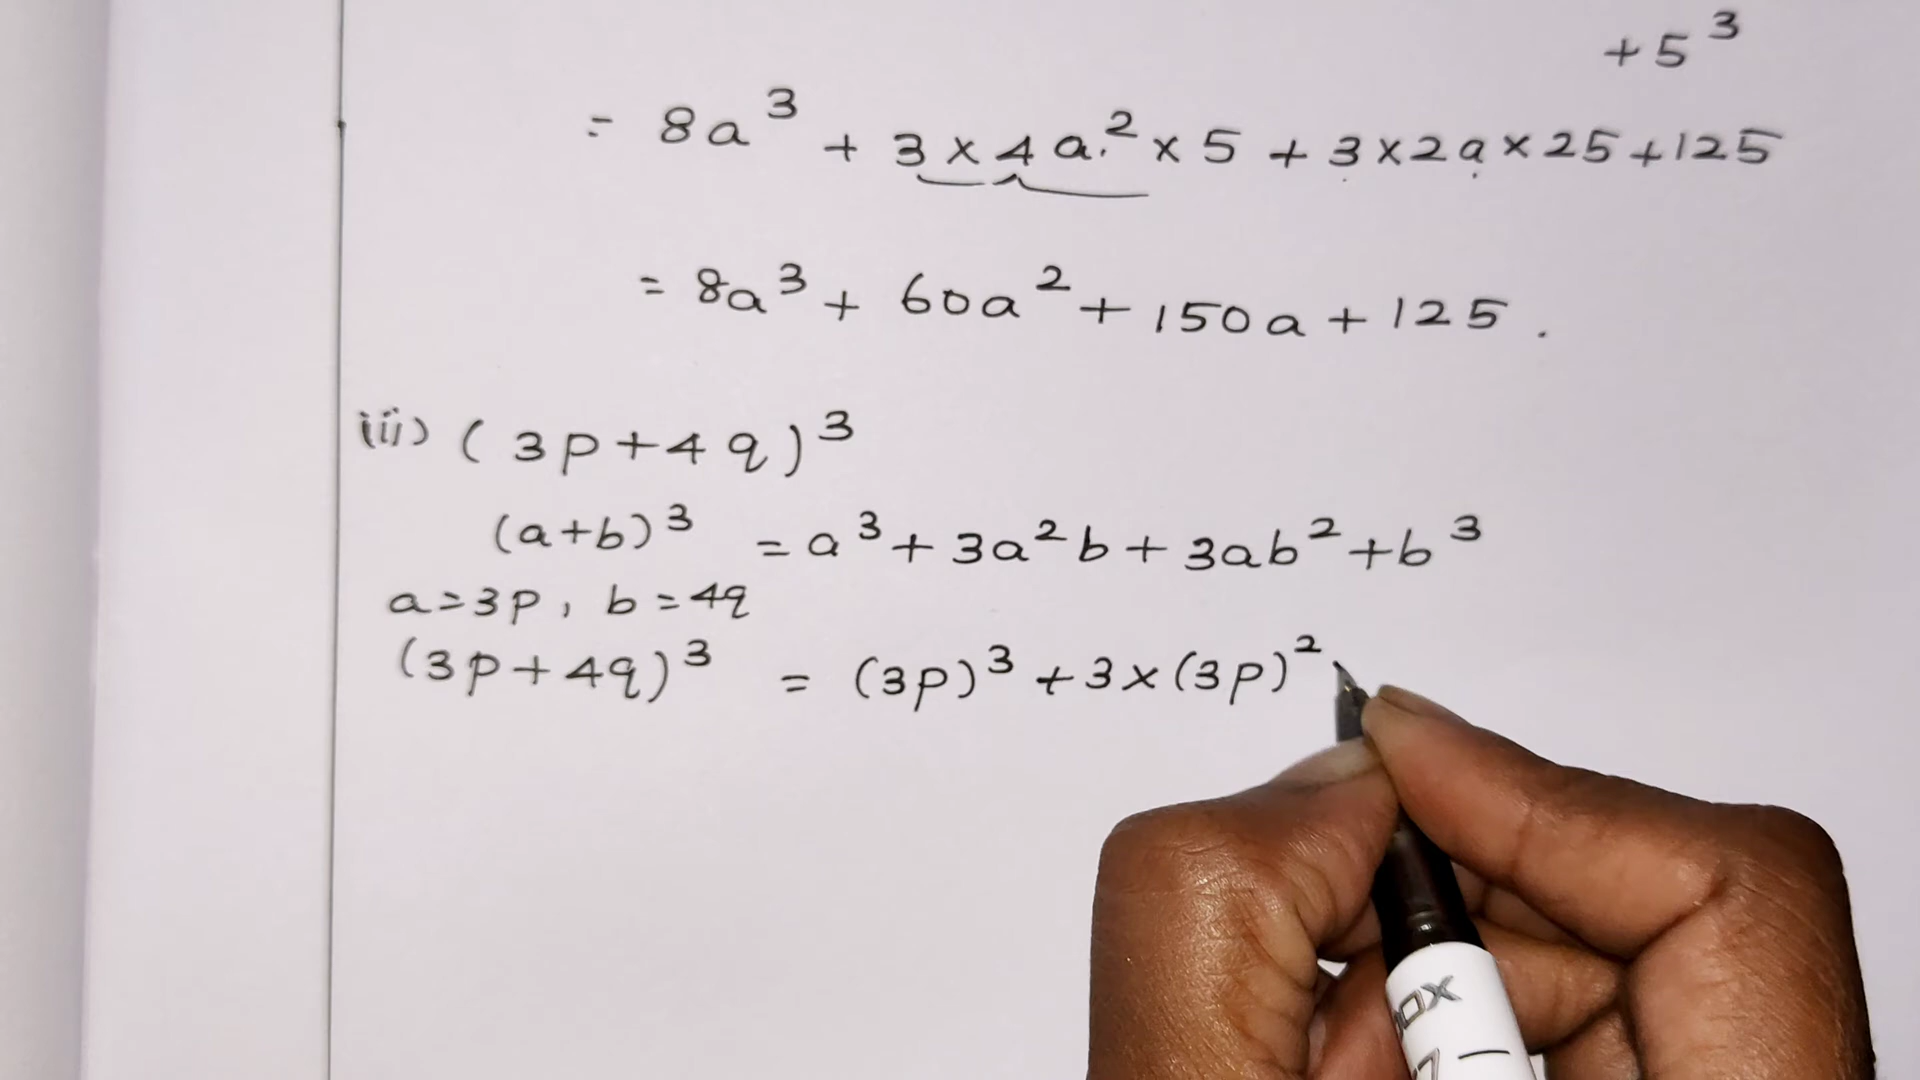 +5³
= 8a³ + 3 × 4a² × 5 + 3 × 2a × 25 + 125
= 8a³ + 60a² + 150a + 125 .
(ii) (3p+4q)³
(a+b)³ = a³ + 3a²b + 3ab² + b³
a=3p, b=4q
(3p+4q)³ = (3p)³ + 3×(3p)²